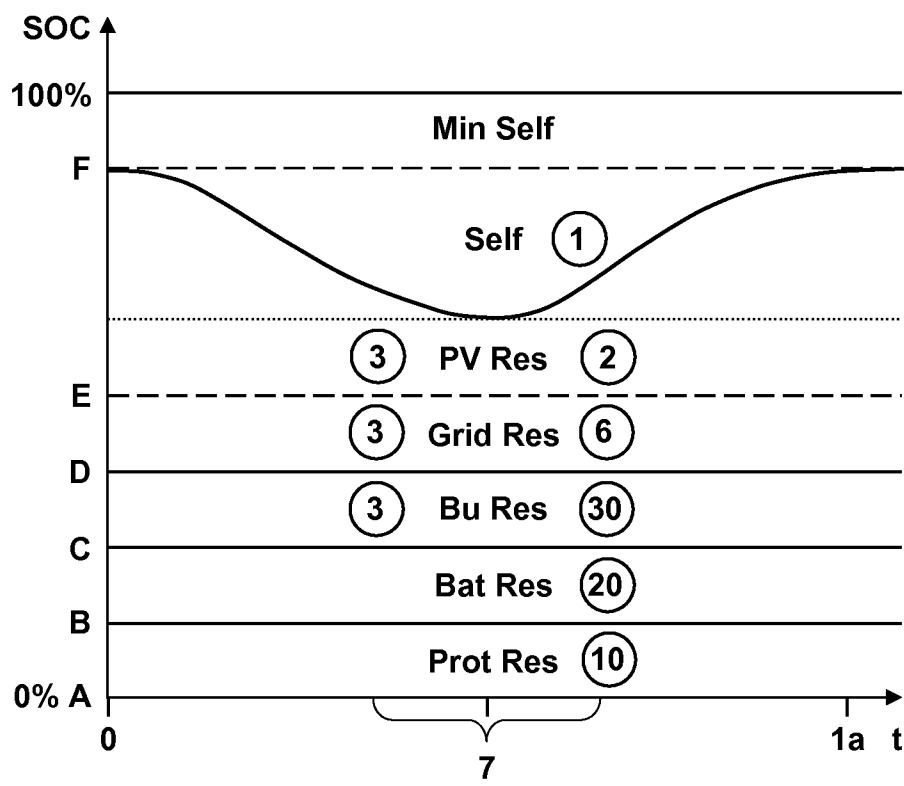 SOC
100%
Min Self
F
Self 1
3 PV Res 2
E
3 Grid Res 6
D
3 Bu Res 30
C
Bat Res 20
B
Prot Res 10
0% A
0 1a t
7